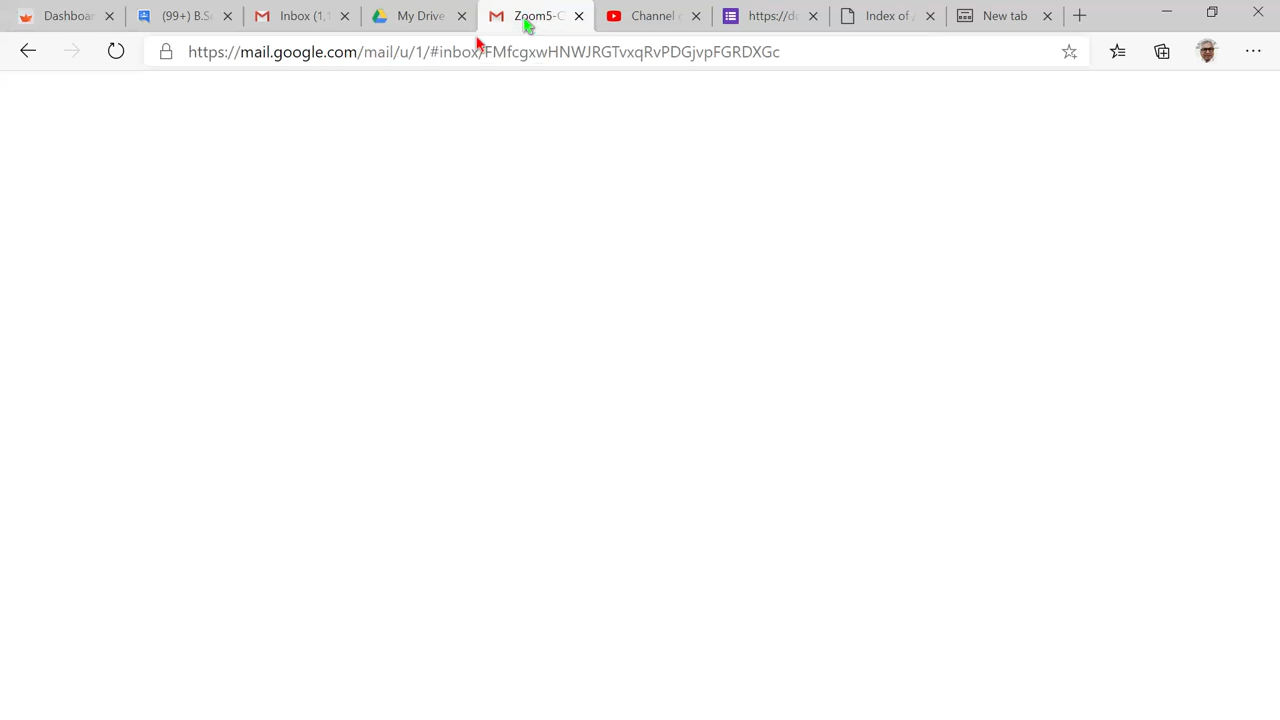 Dashboar
(99+) B.Sc
Inbox (1,1
My Drive
Zoom5-C
Channel c
https://do
Index of /
New tab
https://mail.google.com/mail/u/1/#inbox/FMfcgxwHNWJRGTvxqRvPDGjvpFGRDXGc